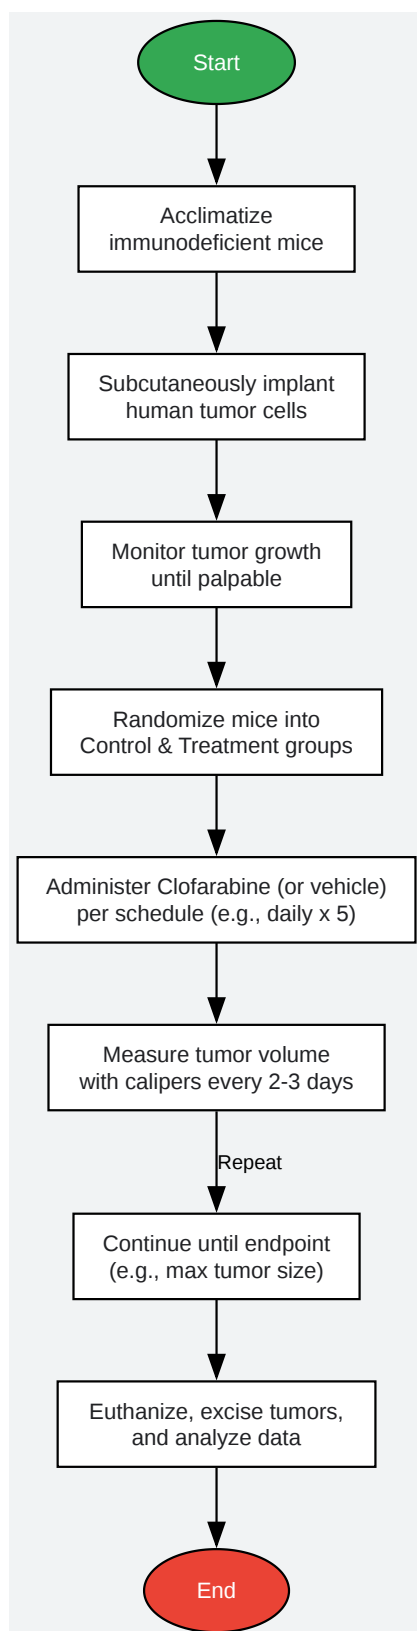 Start
Acclimatize
immunodeficient mice
Subcutaneously implant
human tumor cells
Monitor tumor growth
until palpable
Randomize mice into
Control & Treatment groups
Administer Clofarabine (or vehicle)
per schedule (e.g., daily x 5)
Measure tumor volume
with calipers every 2-3 days
Repeat
Continue until endpoint
(e.g., max tumor size)
Euthanize, excise tumors,
and analyze data
End